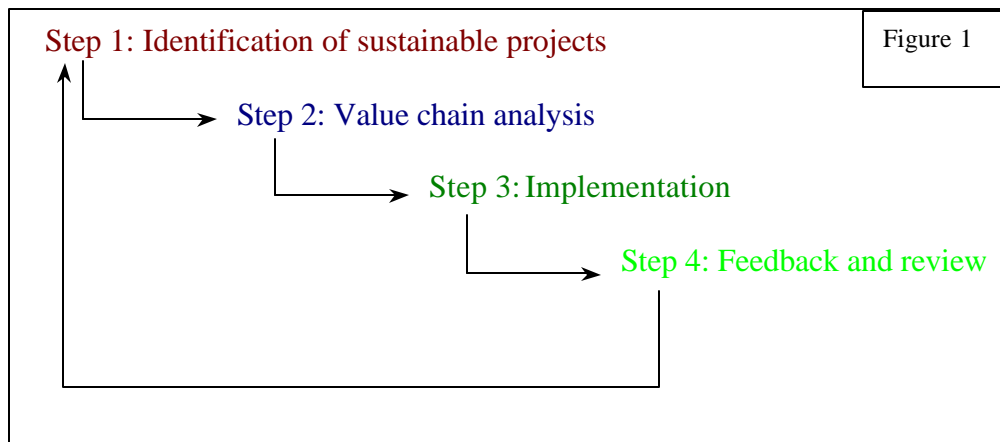 Step 1: Identification of sustainable projects
Figure 1
Step 2: Value chain analysis
Step 3: Implementation
Step 4: Feedback and review